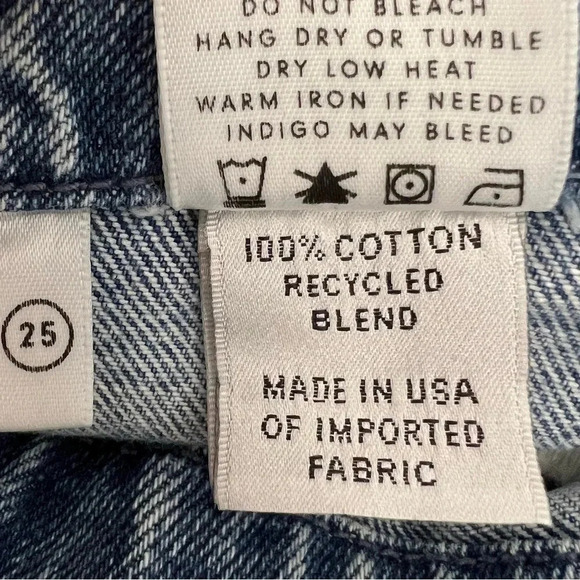 DO NOT BLEACH
HANG DRY OR TUMBLE
DRY LOW HEAT
WARM IRON IF NEEDED
INDIGO MAY BLEED
100% COTTON
RECYCLED
BLEND
MADE IN USA
OF IMPORTED
FABRIC
25